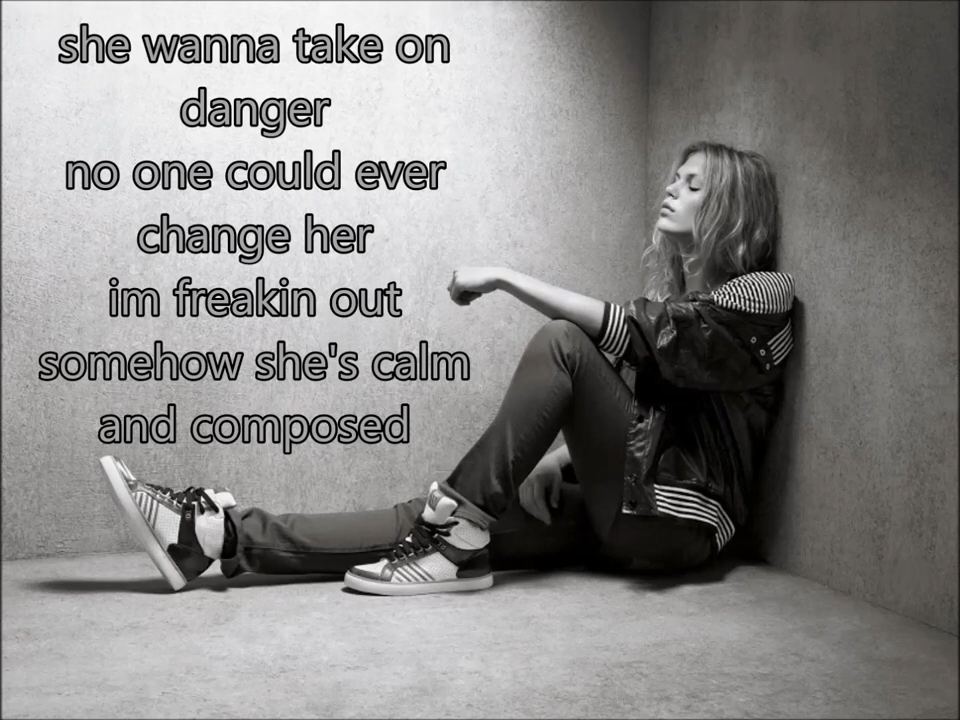 she wanna take on
danger
no one could ever
change her
im freakin out
somehow she's calm
and composed